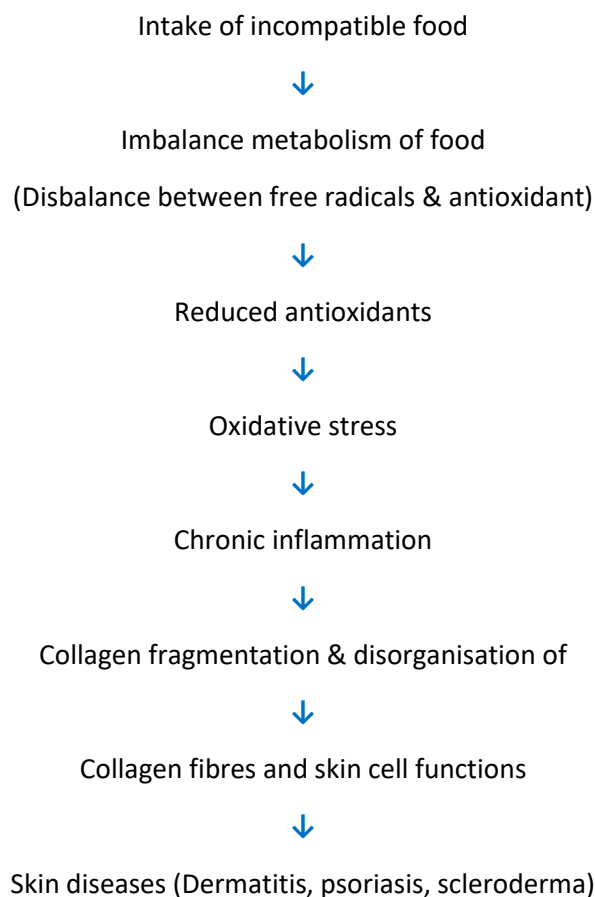 Intake of incompatible food
↓
Imbalance metabolism of food
(Disbalance between free radicals & antioxidant)
↓
Reduced antioxidants
↓
Oxidative stress
↓
Chronic inflammation
↓
Collagen fragmentation & disorganisation of
↓
Collagen fibres and skin cell functions
↓
Skin diseases (Dermatitis, psoriasis, scleroderma)